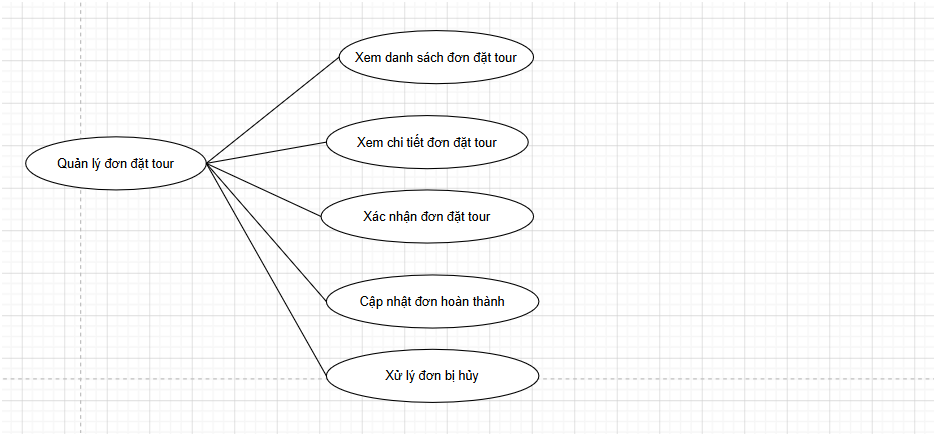 Xem danh sách đơn đặt tour
Xem chi tiết đơn đặt tour
Quản lý đơn đặt tour
Xác nhận đơn đặt tour
Cập nhật đơn hoàn thành
Xử lý đơn bị hủy